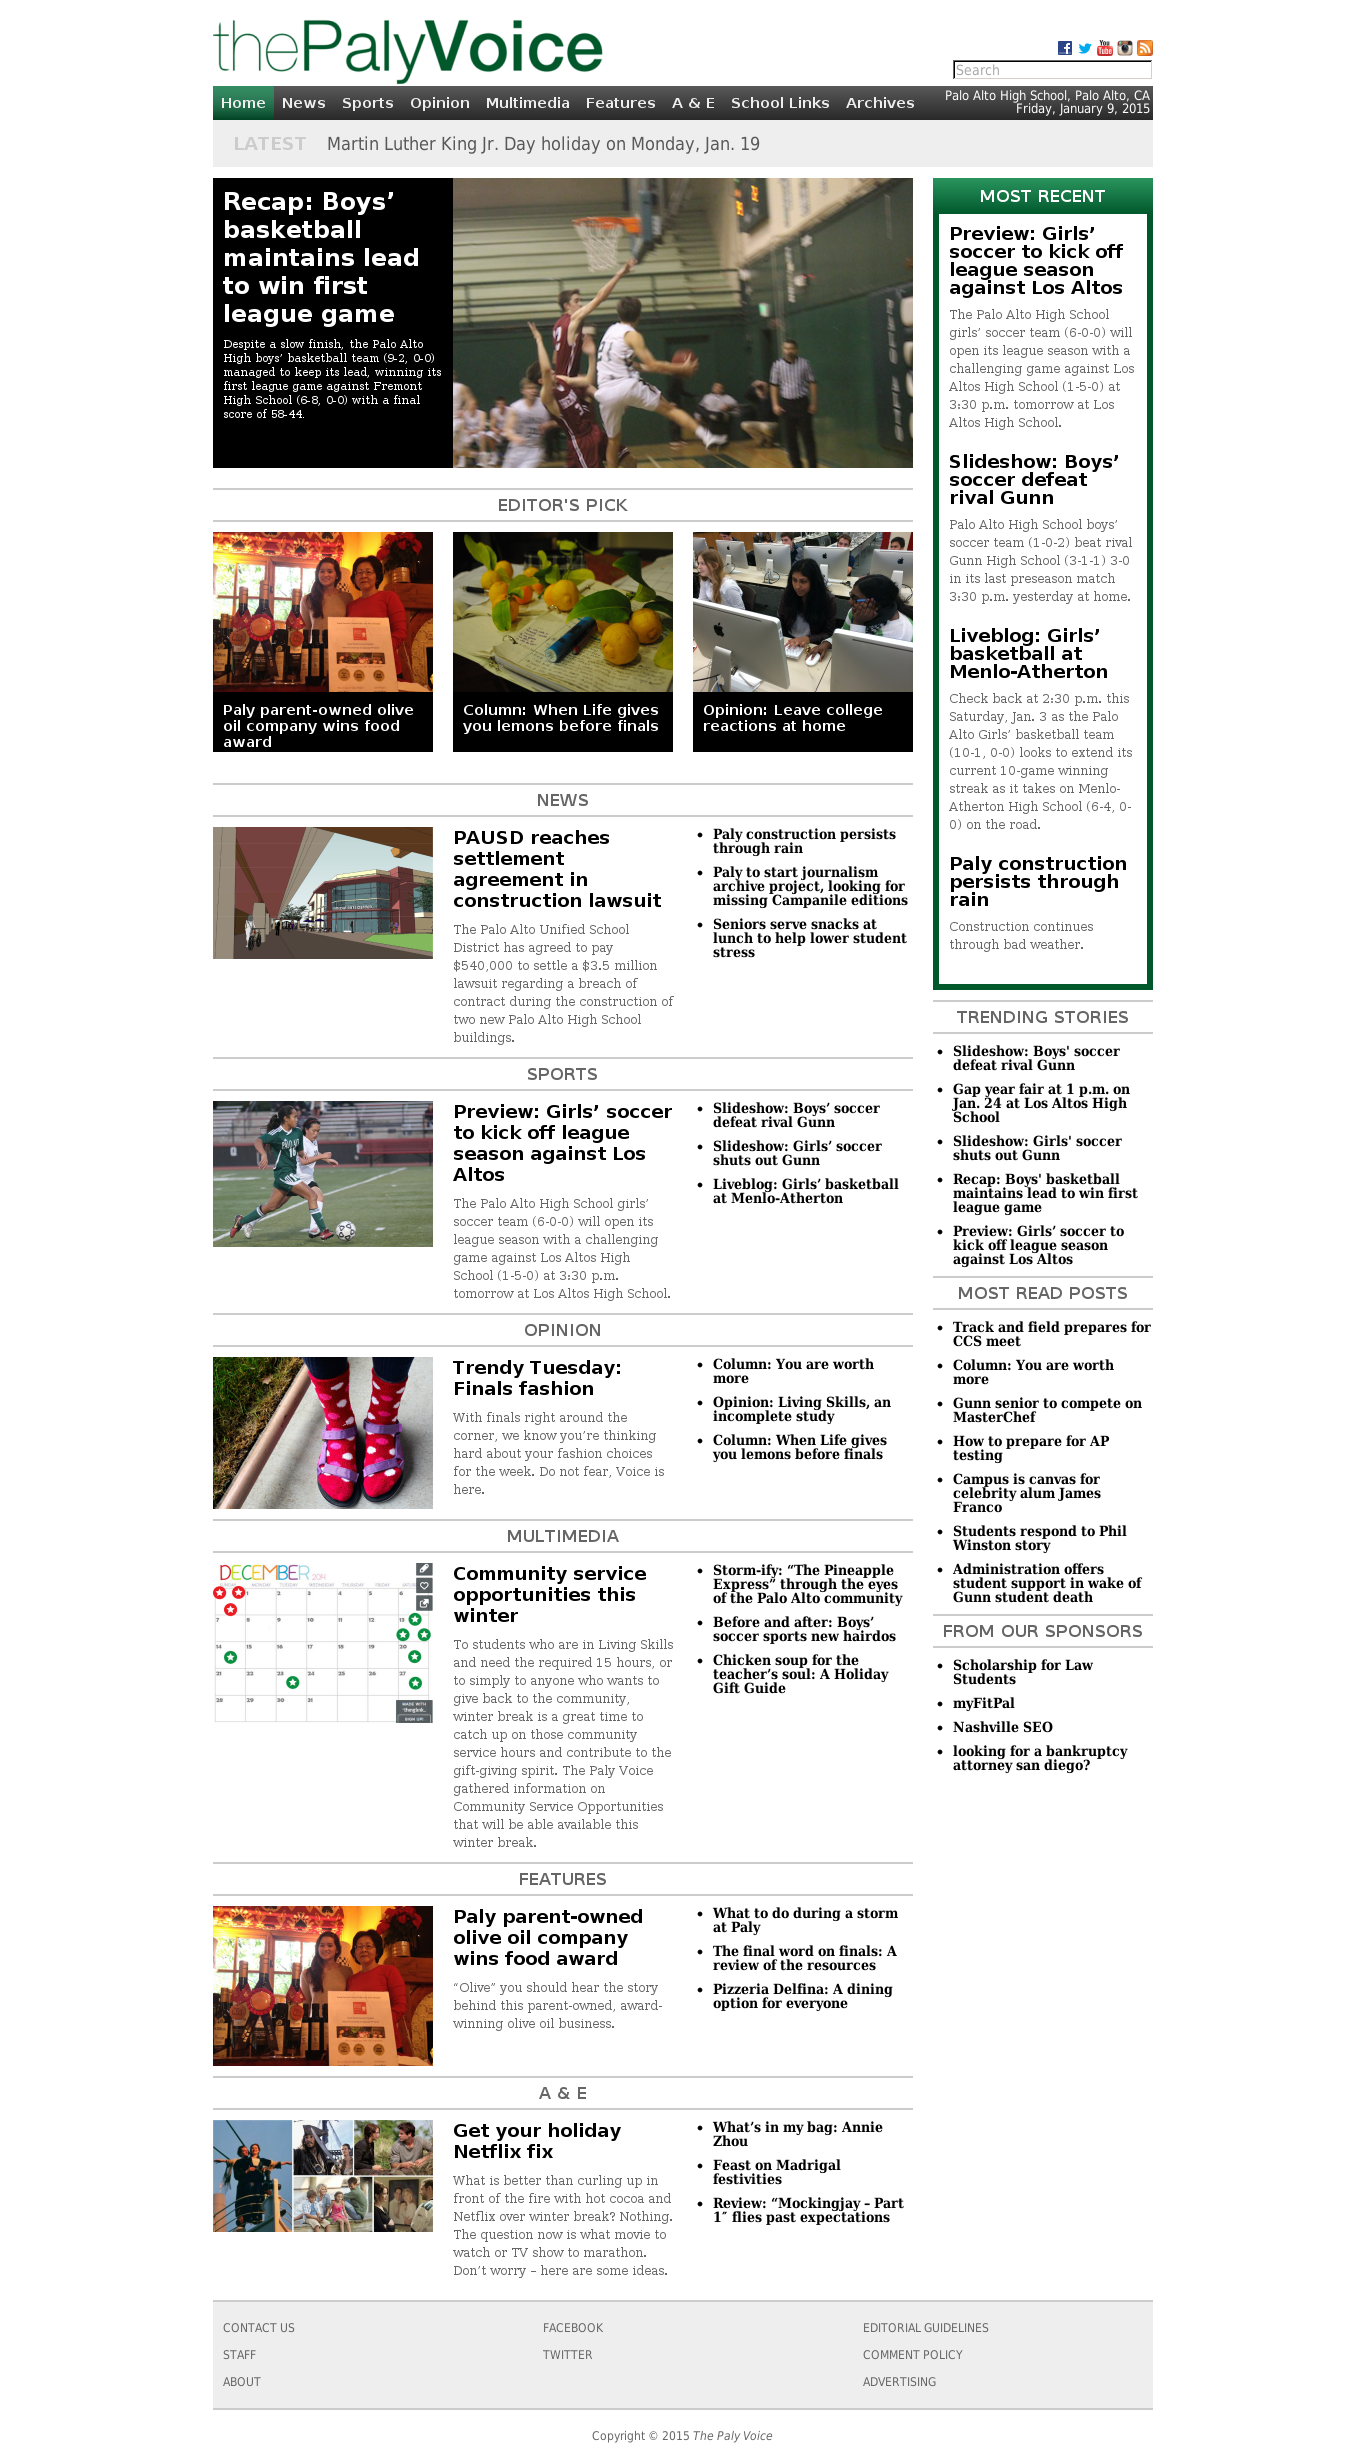 thePalyVoice
Search
Home News Sports Opinion Multimedia Features A & E School Links Archives
Palo Alto High School, Palo Alto, CA
Friday, January 9, 2015
LATEST Martin Luther King Jr. Day holiday on Monday, Jan. 19
Recap: Boys’
basketball
maintains lead
to win first
league game
Despite a slow finish, the Palo Alto
High boys’ basketball team (9-2, 0-0)
managed to keep its lead, winning its
first league game against Fremont
High School (6-8, 0-0) with a final
score of 58-44.
EDITOR'S PICK
Paly parent-owned olive
oil company wins food
award
Column: When Life gives
you lemons before finals
Opinion: Leave college
reactions at home
NEWS
PAUSD reaches
settlement
agreement in
construction lawsuit
The Palo Alto Unified School
District has agreed to pay
$540,000 to settle a $3.5 million
lawsuit regarding a breach of
contract during the construction of
two new Palo Alto High School
buildings.
• Paly construction persists
through rain
• Paly to start journalism
archive project, looking for
missing Campanile editions
• Seniors serve snacks at
lunch to help lower student
stress
SPORTS
Preview: Girls’ soccer
to kick off league
season against Los
Altos
The Palo Alto High School girls’
soccer team (6-0-0) will open its
league season with a challenging
game against Los Altos High
School (1-5-0) at 3:30 p.m.
tomorrow at Los Altos High School.
• Slideshow: Boys’ soccer
defeat rival Gunn
• Slideshow: Girls’ soccer
shuts out Gunn
• Liveblog: Girls’ basketball
at Menlo-Atherton
OPINION
Trendy Tuesday:
Finals fashion
With finals right around the
corner, we know you’re thinking
hard about your fashion choices
for the week. Do not fear, Voice is
here.
• Column: You are worth
more
• Opinion: Living Skills, an
incomplete study
• Column: When Life gives
you lemons before finals
MULTIMEDIA
DECEMBER 2014
Community service
opportunities this
winter
To students who are in Living Skills
and need the required 15 hours, or
to simply to anyone who wants to
give back to the community,
winter break is a great time to
catch up on those community
service hours and contribute to the
gift-giving spirit. The Paly Voice
gathered information on
Community Service Opportunities
that will be able available this
winter break.
• Storm-ify: “The Pineapple
Express” through the eyes
of the Palo Alto community
• Before and after: Boys’
soccer sports new hairdos
• Chicken soup for the
teacher’s soul: A Holiday
Gift Guide
FEATURES
Paly parent-owned
olive oil company
wins food award
“Olive” you should hear the story
behind this parent-owned, award-
winning olive oil business.
• What to do during a storm
at Paly
• The final word on finals: A
review of the resources
• Pizzeria Delfina: A dining
option for everyone
A & E
Get your holiday
Netflix fix
What is better than curling up in
front of the fire with hot cocoa and
Netflix over winter break? Nothing.
The question now is what movie to
watch or TV show to marathon.
Don’t worry – here are some ideas.
• What’s in my bag: Annie
Zhou
• Feast on Madrigal
festivities
• Review: “Mockingjay – Part
1″ flies past expectations
MOST RECENT
Preview: Girls’
soccer to kick off
league season
against Los Altos
The Palo Alto High School
girls’ soccer team (6-0-0) will
open its league season with a
challenging game against Los
Altos High School (1-5-0) at
3:30 p.m. tomorrow at Los
Altos High School.
Slideshow: Boys’
soccer defeat
rival Gunn
Palo Alto High School boys’
soccer team (1-0-2) beat rival
Gunn High School (3-1-1) 3-0
in its last preseason match
3:30 p.m. yesterday at home.
Liveblog: Girls’
basketball at
Menlo-Atherton
Check back at 2:30 p.m. this
Saturday, Jan. 3 as the Palo
Alto Girls’ basketball team
(10-1, 0-0) looks to extend its
current 10-game winning
streak as it takes on Menlo-
Atherton High School (6-4, 0-
0) on the road.
Paly construction
persists through
rain
Construction continues
through bad weather.
TRENDING STORIES
• Slideshow: Boys' soccer
defeat rival Gunn
• Gap year fair at 1 p.m. on
Jan. 24 at Los Altos High
School
• Slideshow: Girls' soccer
shuts out Gunn
• Recap: Boys' basketball
maintains lead to win first
league game
• Preview: Girls’ soccer to
kick off league season
against Los Altos
MOST READ POSTS
• Track and field prepares for
CCS meet
• Column: You are worth
more
• Gunn senior to compete on
MasterChef
• How to prepare for AP
testing
• Campus is canvas for
celebrity alum James
Franco
• Students respond to Phil
Winston story
• Administration offers
student support in wake of
Gunn student death
FROM OUR SPONSORS
• Scholarship for Law
Students
• myFitPal
• Nashville SEO
• looking for a bankruptcy
attorney san diego?
CONTACT US FACEBOOK EDITORIAL GUIDELINES
STAFF TWITTER COMMENT POLICY
ABOUT ADVERTISING
Copyright © 2015 The Paly Voice